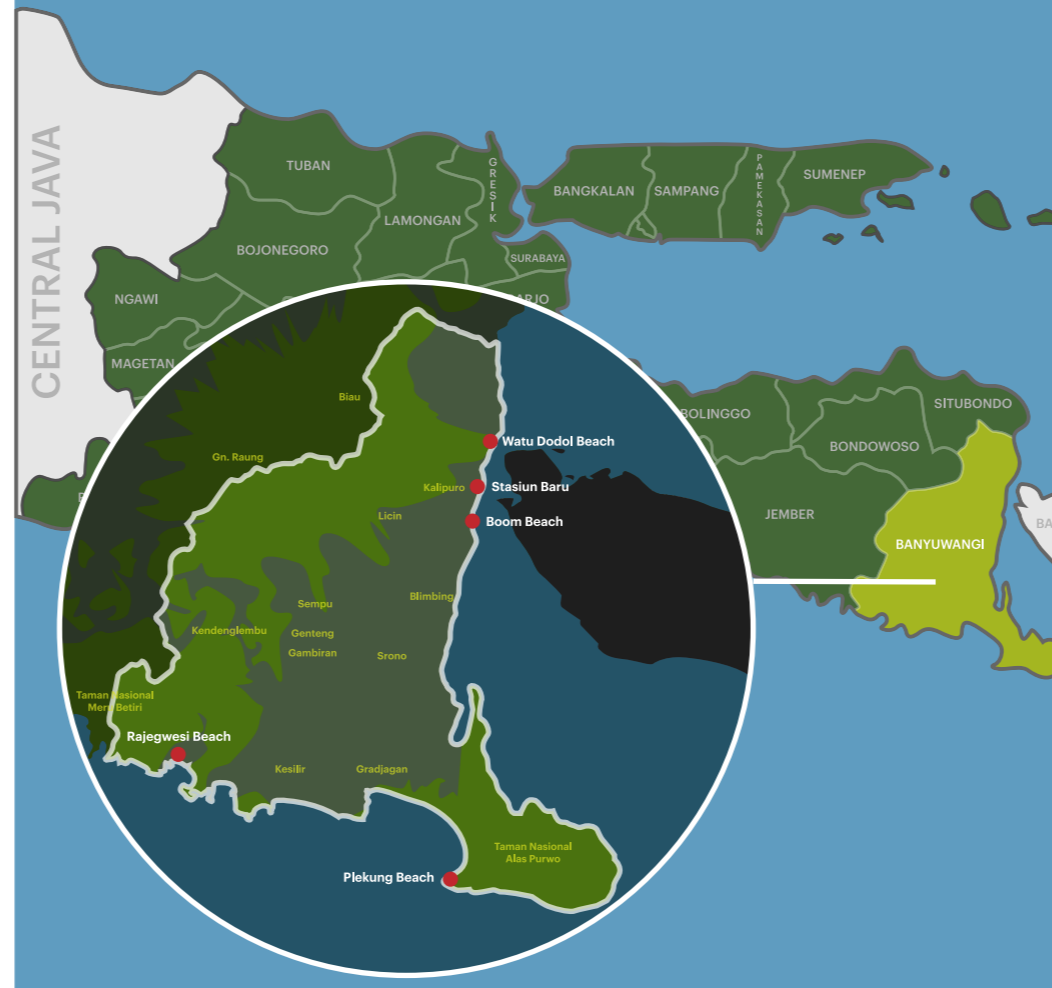 CENTRAL JAVA
TUBAN
GRESIK
BANGKALAN
SAMPANG
PAMEKASAN
SUMENEP
LAMONGAN
BOJONEGORO
SURABAYA
NGAWI
ARJO
MAGETAN
BOLINGGO
SITUBONDO
BONDOWOSO
JEMBER
BANYUWANGI
BA
Biau
Gn. Raung
Watu Dodol Beach
Kalipuro
Stasiun Baru
Licin
Boom Beach
Blimbing
Sempu
Kendenglembu
Genteng
Gambiran
Srono
Taman Nasional
Meru Betiri
Rajegwesi Beach
Kesilir
Gradjagan
Taman Nasional
Alas Purwo
Plekung Beach